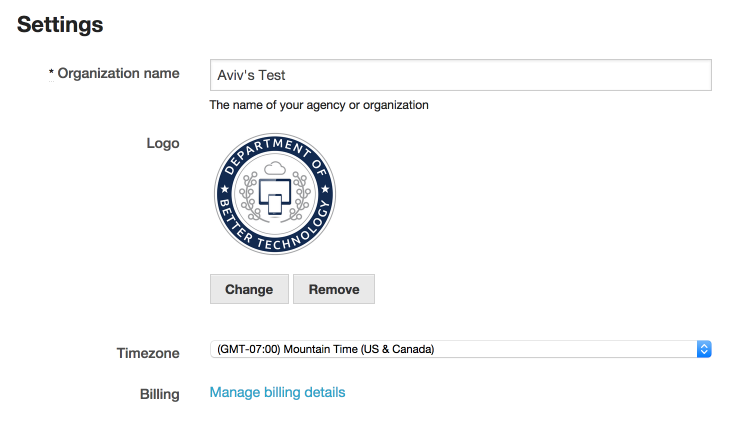 Settings
* Organization name
Aviv's Test
The name of your agency or organization
Logo
DEPARTMENT OF
BETTER TECHNOLOGY
Change
Remove
Timezone
(GMT-07:00) Mountain Time (US & Canada)
Billing
Manage billing details